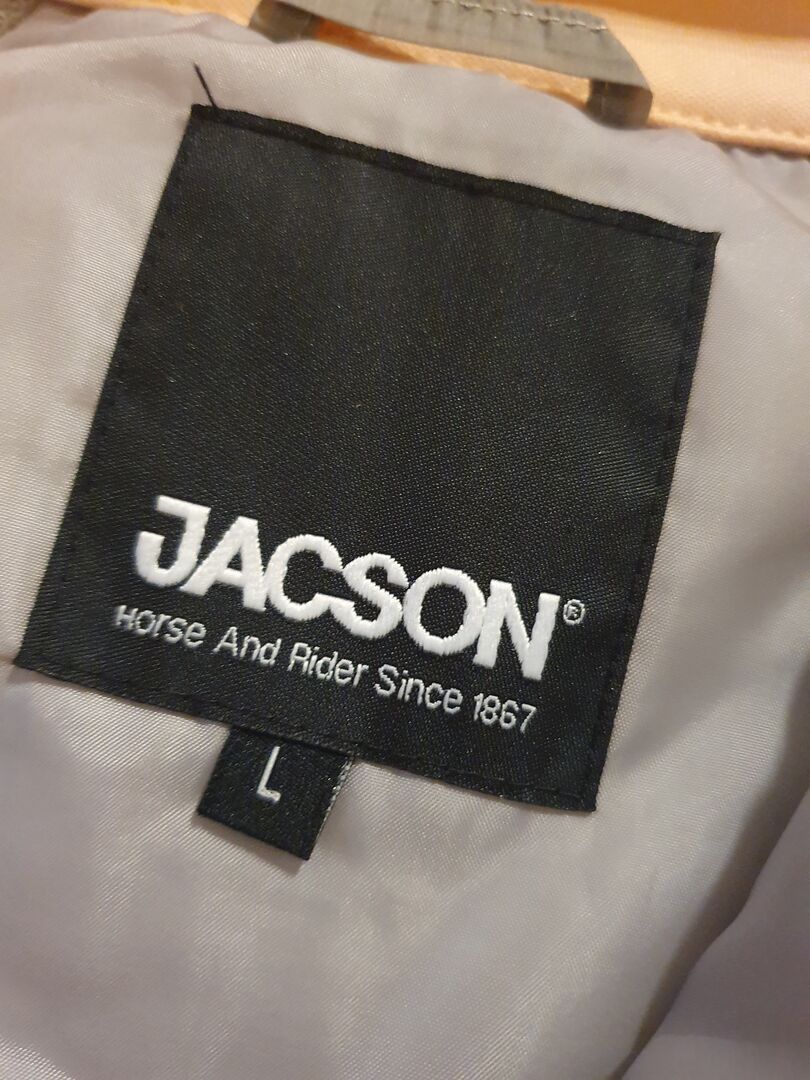 JACSON®
Horse And Rider Since 1867
L